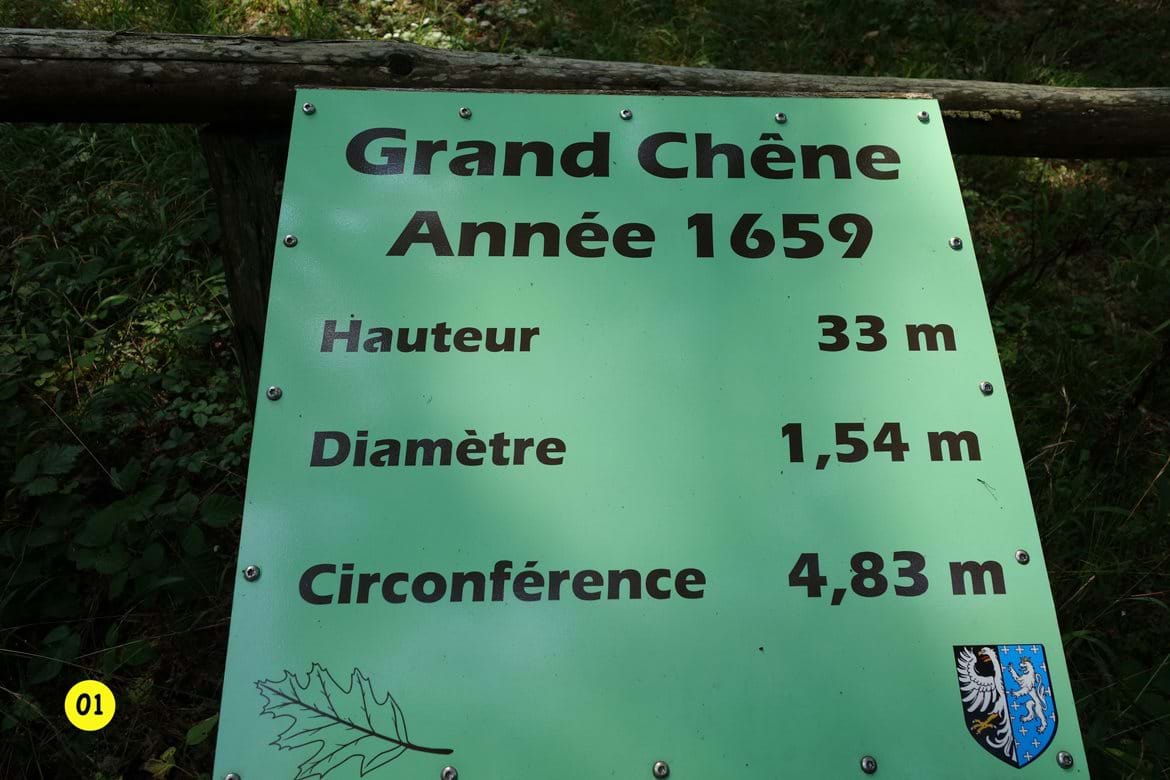 Grand Chêne
Année 1659
Hauteur 33 m
Diamètre 1,54 m
Circonférence 4,83 m
01